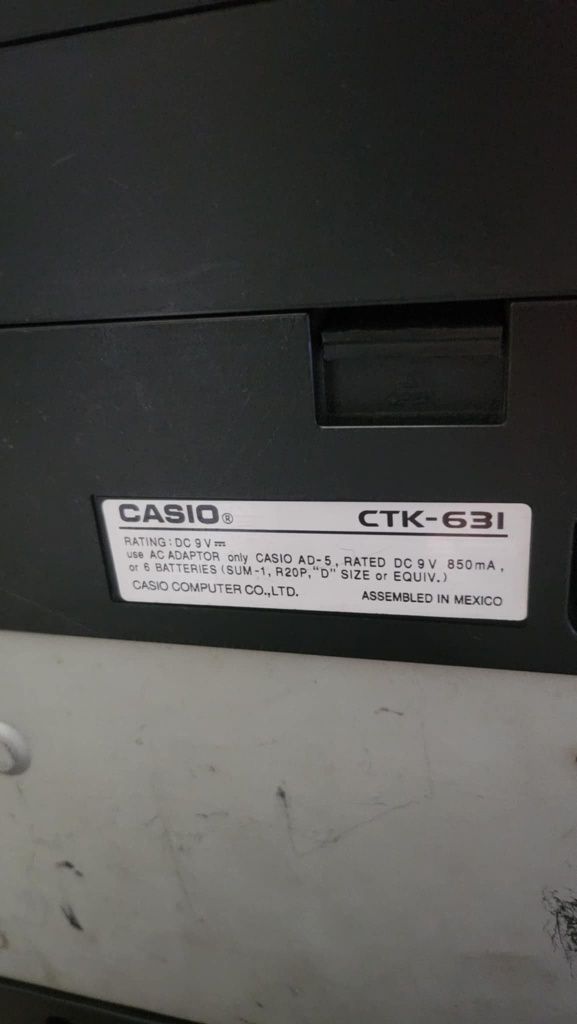 CASIO® CTK-631
RATING : DC 9 V ⎓
use AC ADAPTOR only CASIO AD-5 , RATED DC 9 V 850mA ,
or 6 BATTERIES (SUM-1, R20P, "D" SIZE or EQUIV.)
CASIO COMPUTER CO.,LTD. ASSEMBLED IN MEXICO